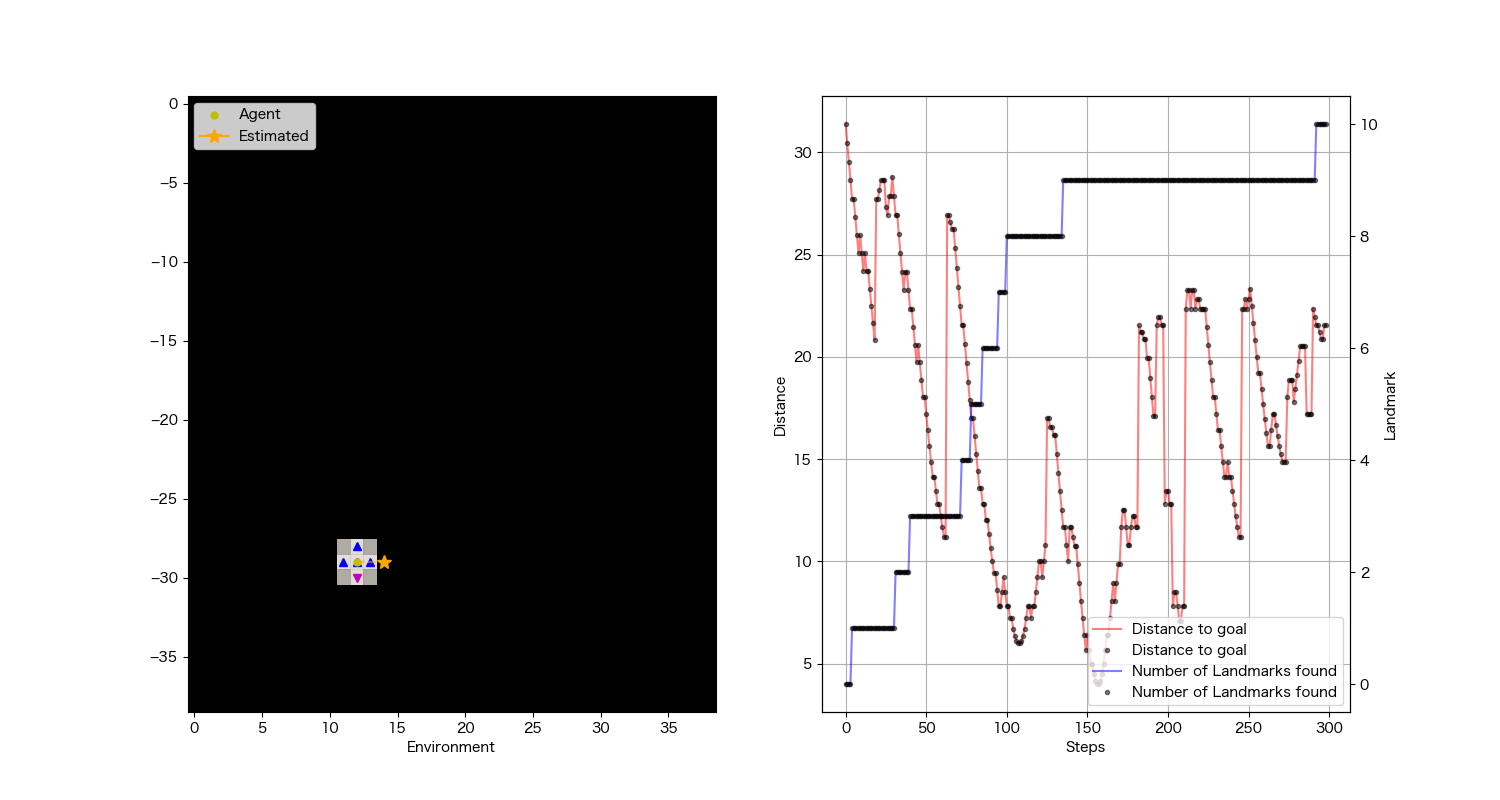 Agent
Estimated
0
−5
−10
−15
−20
−25
−30
−35
0 5 10 15 20 25 30 35
Environment
Distance
30
25
20
15
10
5
0 50 100 150 200 250 300
Steps
10
8
6
4
2
0
Landmark
Distance to goal
Distance to goal
Number of Landmarks found
Number of Landmarks found